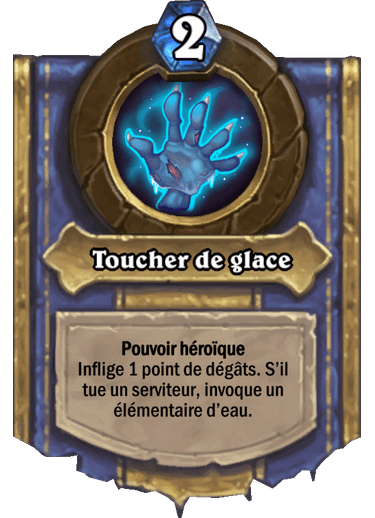 2
Toucher de glace
Pouvoir héroïque
Inflige 1 point de dégâts. S'il
tue un serviteur, invoque un
élémentaire d'eau.